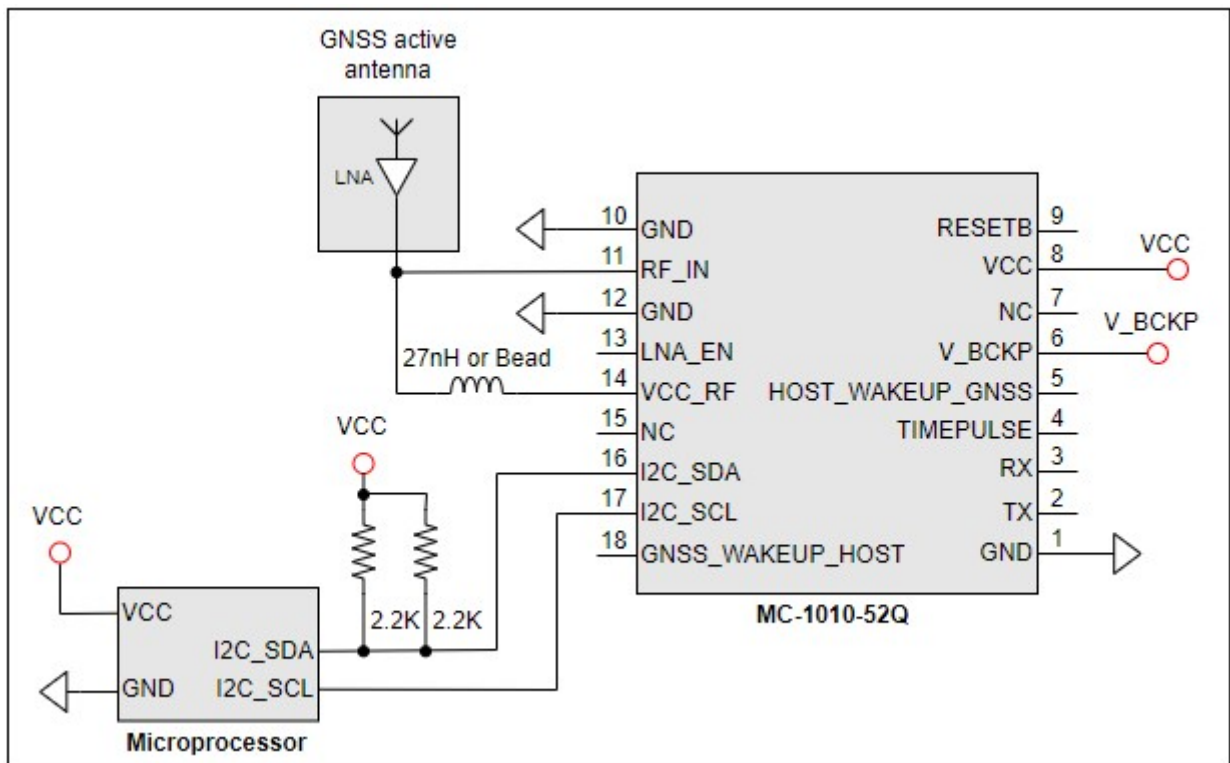 GNSS active
antenna
LNA
10
GND
11
RF_IN
12
GND
13
LNA_EN
27nH or Bead
14
VCC_RF
15
NC
16
I2C_SDA
17
I2C_SCL
18
GNSS_WAKEUP_HOST
RESETB
9
VCC
8
VCC
NC
7
V_BCKP
6
V_BCKP
HOST_WAKEUP_GNSS
5
TIMEPULSE
4
RX
3
TX
2
GND
1
MC-1010-52Q
VCC
VCC
2.2K
2.2K
VCC
I2C_SDA
GND
I2C_SCL
Microprocessor